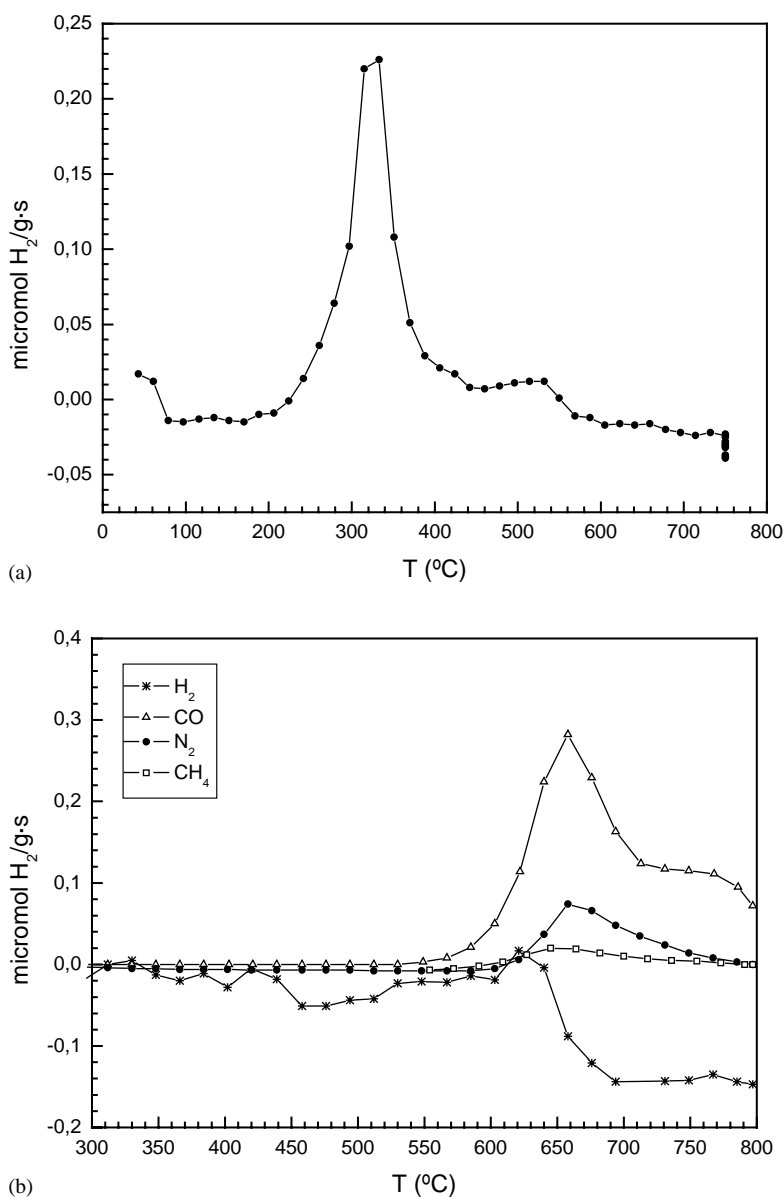 0,25
0,20
0,15
0,10
0,05
0,00
-0,05
micromol H₂/g·s
0 100 200 300 400 500 600 700 800
T (ºC)
(a)
0,4
0,3
0,2
0,1
0,0
-0,1
-0,2
micromol H₂/g·s
H₂
CO
N₂
CH₄
300 350 400 450 500 550 600 650 700 750 800
T (ºC)
(b)